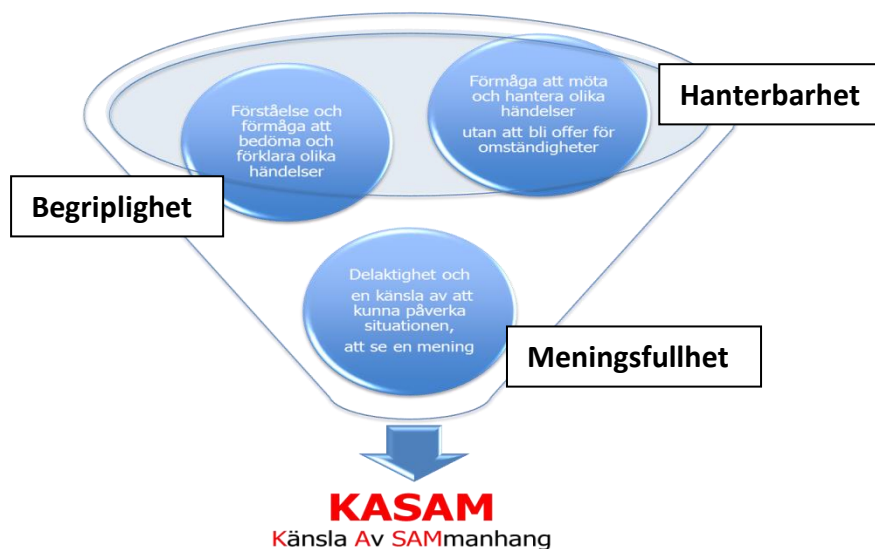 Förståelse och
förmåga att
bedöma och
förklara olika
händelser
Begriplighet
Förmåga att möta
och hantera olika
händelser
utan att bli offer för
omständigheter
Hanterbarhet
Delaktighet och
en känsla av att
kunna påverka
situationen,
att se en mening
Meningsfullhet
KASAM
Känsla Av SAMmanhang